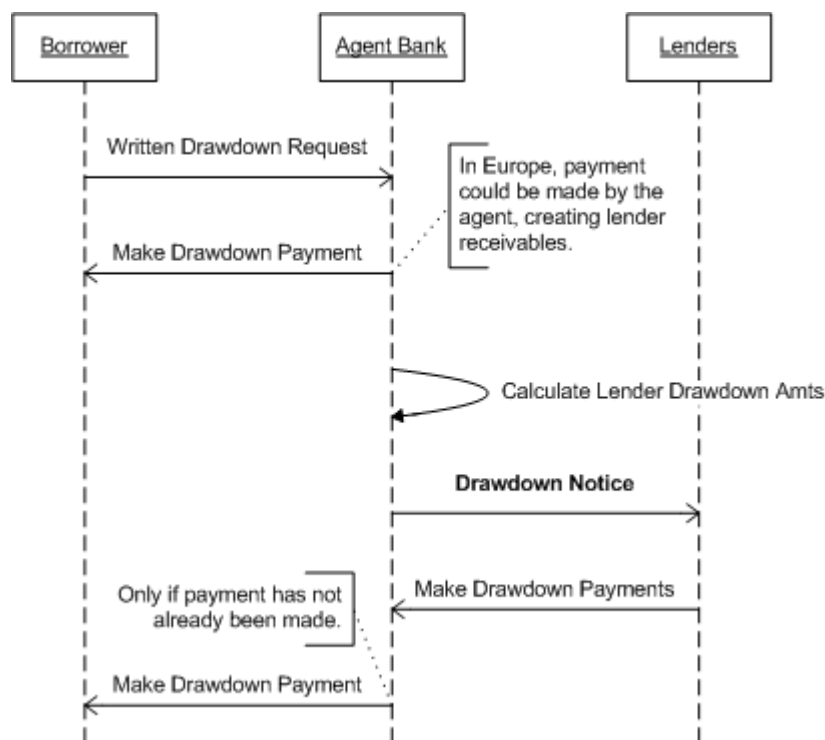 Borrower
Agent Bank
Lenders
Written Drawdown Request
In Europe, payment
could be made by the
agent, creating lender
receivables.
Make Drawdown Payment
Calculate Lender Drawdown Amts
Drawdown Notice
Only if payment has not
already been made.
Make Drawdown Payments
Make Drawdown Payment